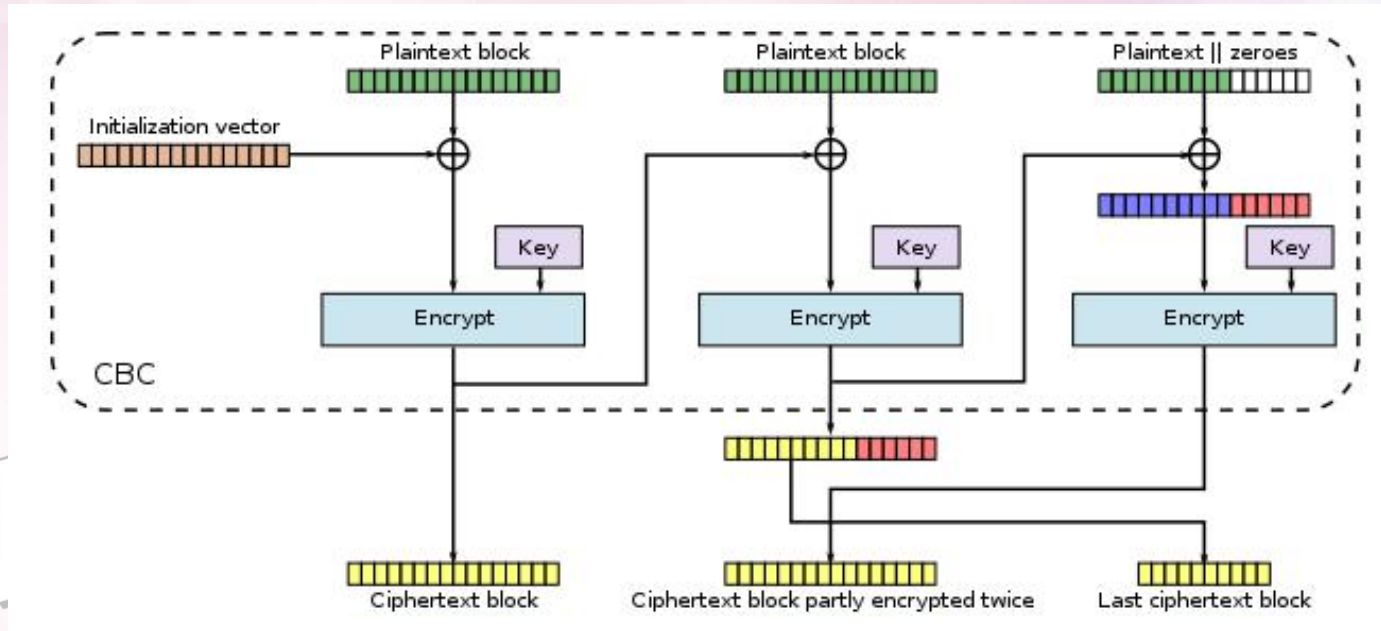 Plaintext block
Plaintext block
Plaintext || zeroes
Initialization vector
Key
Key
Key
Encrypt
Encrypt
Encrypt
CBC
Ciphertext block
Ciphertext block partly encrypted twice
Last ciphertext block